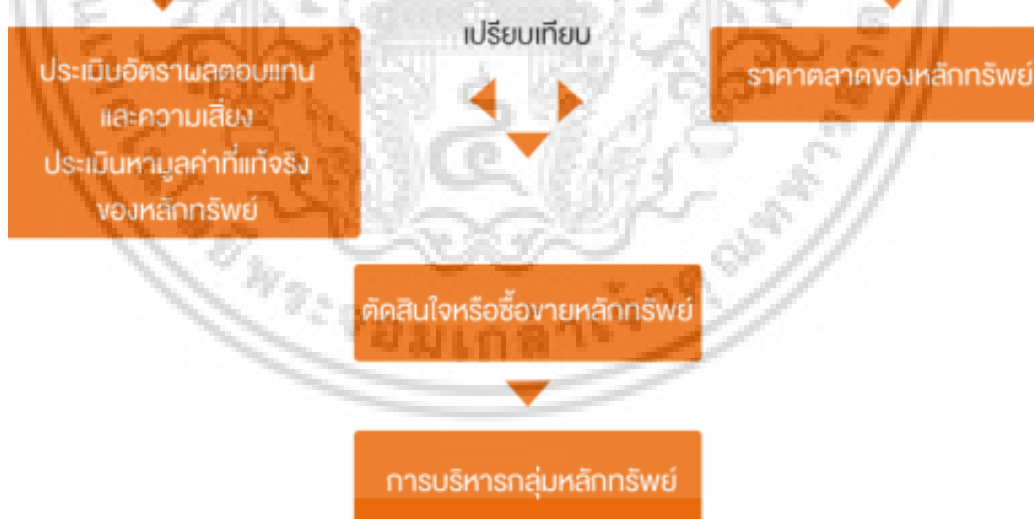 เปรียบเทียบ
ประเมินอัตราผลตอบแทน
และความเสี่ยง
ประเมินหามูลค่าที่แท้จริง
ของหลักทรัพย์
ราคาตลาดของหลักทรัพย์
ตัดสินใจหรือซื้อขายหลักทรัพย์
การบริหารกลุ่มหลักทรัพย์